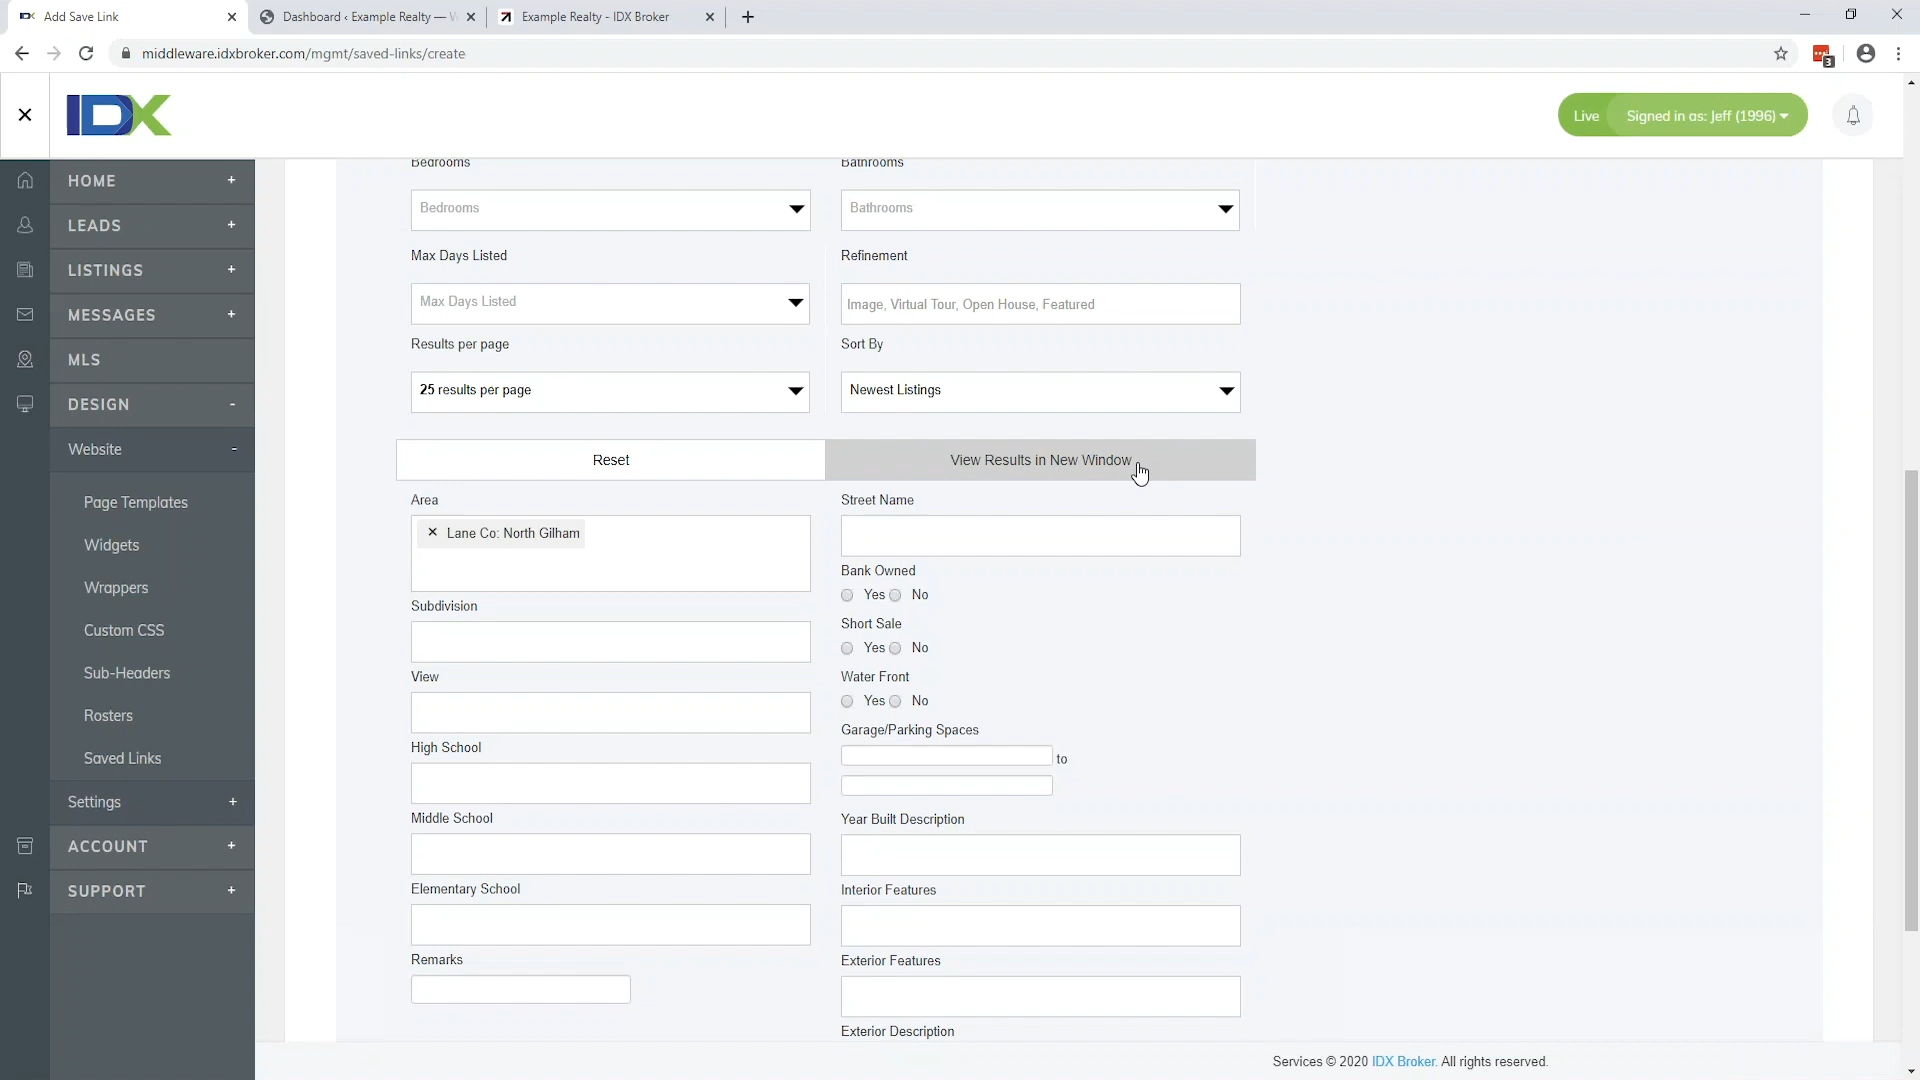 Add Save Link
Dashboard ‹ Example Realty — W
Example Realty - IDX Broker
middleware.idxbroker.com/mgmt/saved-links/create
3
IDX
Live Signed in as: Jeff (1996)
HOME +
LEADS +
LISTINGS +
MESSAGES +
MLS
DESIGN -
Website -
Page Templates
Widgets
Wrappers
Custom CSS
Sub-Headers
Rosters
Saved Links
Settings +
ACCOUNT +
SUPPORT +
Bedrooms Bathrooms
Bedrooms Bathrooms
Max Days Listed Refinement
Max Days Listed Image, Virtual Tour, Open House, Featured
Results per page Sort By
25 results per page Newest Listings
Reset View Results in New Window
Area
× Lane Co: North Gilham
Subdivision
View
High School
Middle School
Elementary School
Remarks
Street Name
Bank Owned
Yes No
Short Sale
Yes No
Water Front
Yes No
Garage/Parking Spaces
to
Year Built Description
Interior Features
Exterior Features
Exterior Description
Services © 2020 IDX Broker. All rights reserved.